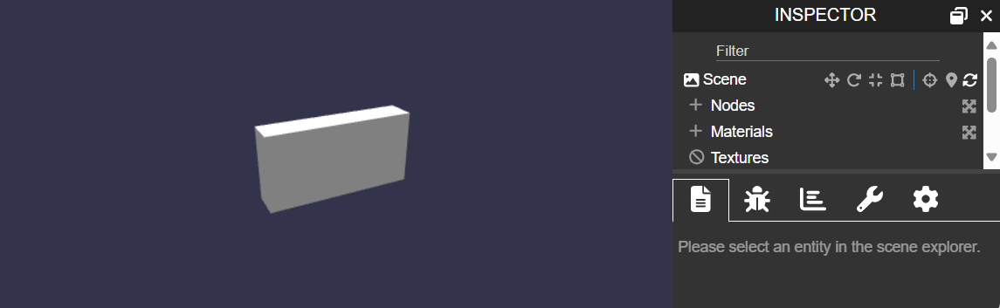 INSPECTOR
Filter
Scene
Nodes
Materials
Textures
Please select an entity in the scene explorer.